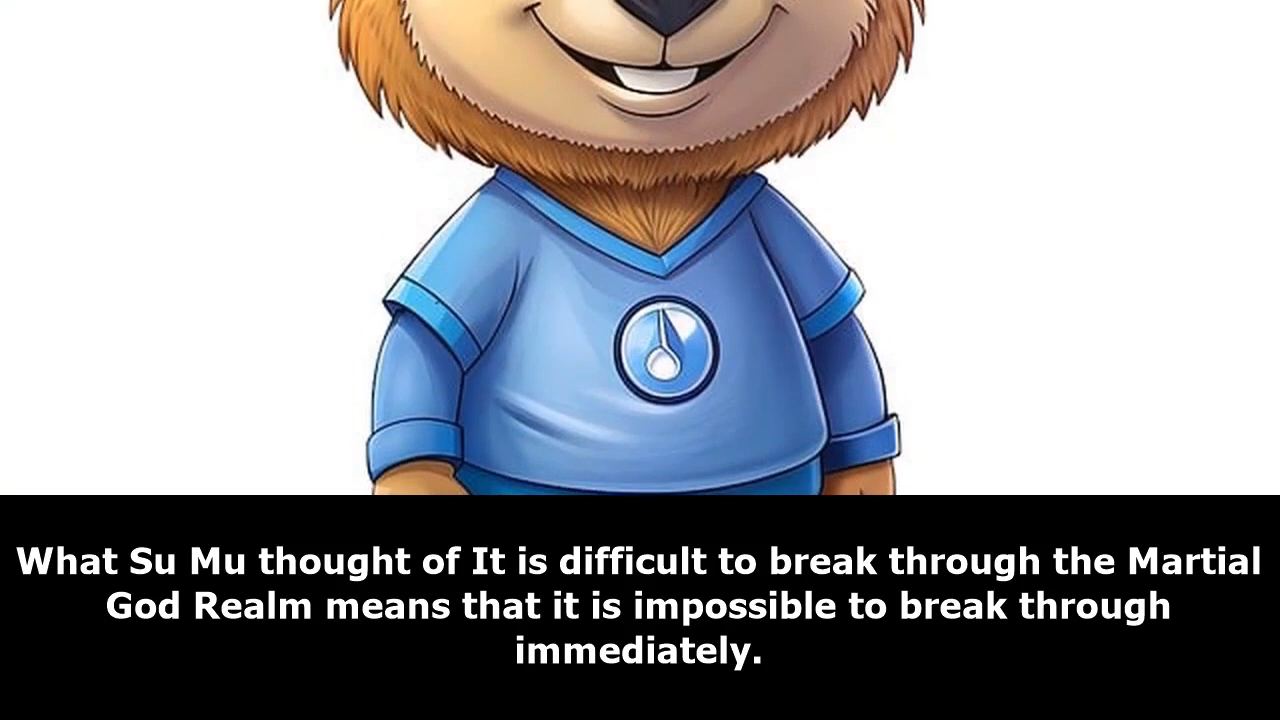 What Su Mu thought of It is difficult to break through the Martial
God Realm means that it is impossible to break through
immediately.